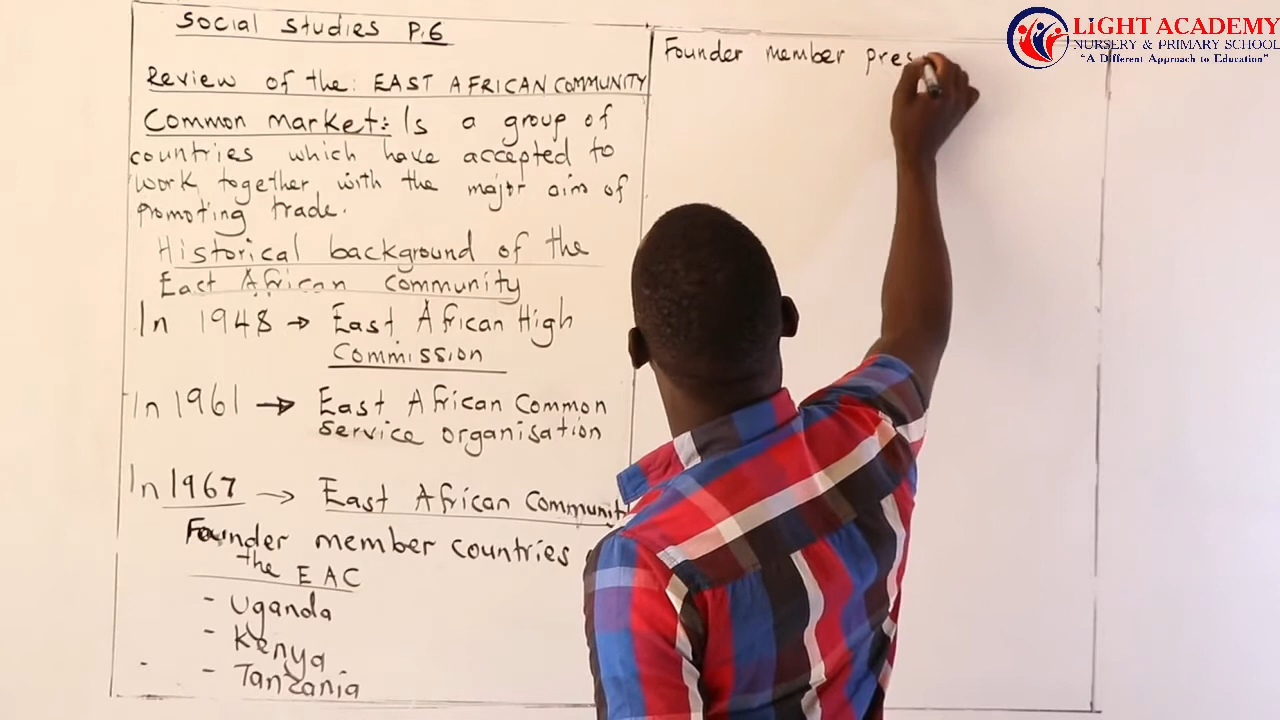 Social Studies P.6
Review of the: EAST AFRICAN COMMUNITY
Common market: Is a group of
countries which have accepted to
work together with the major aim of
promoting trade.
Historical background of the
East African community
In 1948 → East African High
Commission
In 1961 → East African Common
Service organisation
In 1967 → East African Communit
Founder member countries
the EAC
- Uganda
- Kenya
- Tanzania
Founder member pres
LIGHT ACADEMY
NURSERY & PRIMARY SCHOOL
"A Different Approach to Education"